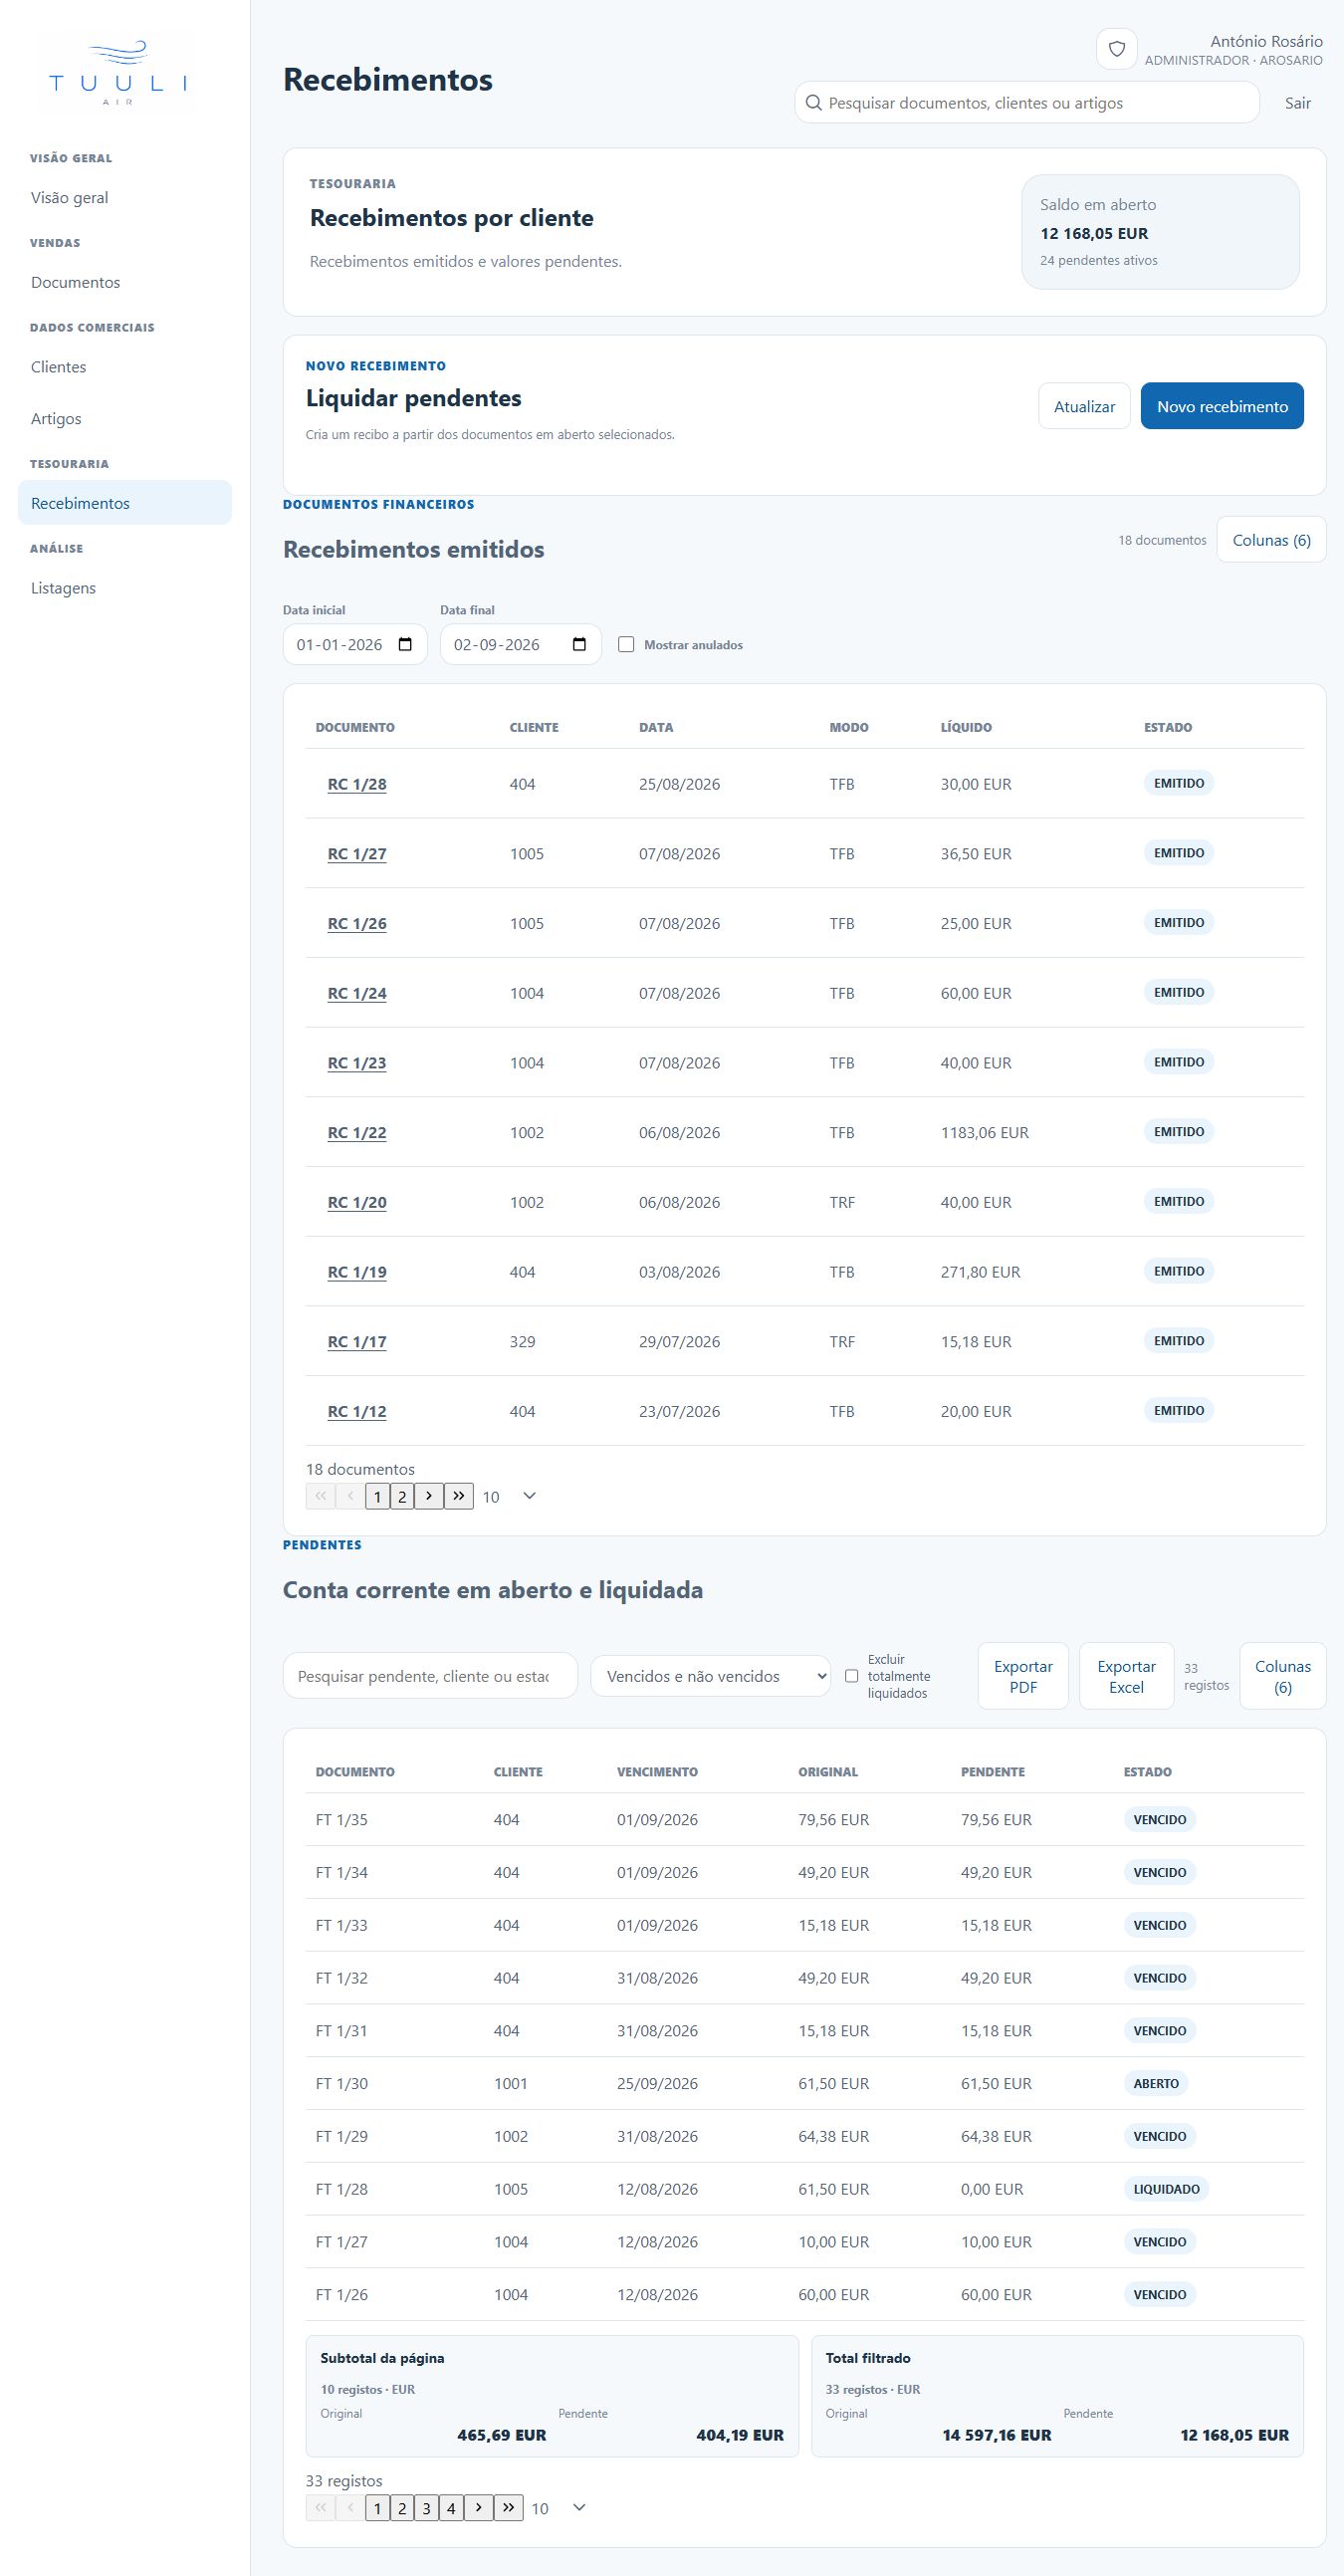 TUULI
AIR
VISÃO GERAL
Visão geral
VENDAS
Documentos
DADOS COMERCIAIS
Clientes
Artigos
TESOURARIA
Recebimentos
ANÁLISE
Listagens
Recebimentos
António Rosário
ADMINISTRADOR · AROSARIO
Pesquisar documentos, clientes ou artigos
Sair
TESOURARIA
Recebimentos por cliente
Recebimentos emitidos e valores pendentes.
Saldo em aberto
12 168,05 EUR
24 pendentes ativos
NOVO RECEBIMENTO
Liquidar pendentes
Cria um recibo a partir dos documentos em aberto selecionados.
Atualizar
Novo recebimento
DOCUMENTOS FINANCEIROS
Recebimentos emitidos
18 documentos
Colunas (6)
Data inicial
Data final
01-01-2026
02-09-2026
Mostrar anulados
DOCUMENTO CLIENTE DATA MODO LÍQUIDO ESTADO
RC 1/28 404 25/08/2026 TFB 30,00 EUR EMITIDO
RC 1/27 1005 07/08/2026 TFB 36,50 EUR EMITIDO
RC 1/26 1005 07/08/2026 TFB 25,00 EUR EMITIDO
RC 1/24 1004 07/08/2026 TFB 60,00 EUR EMITIDO
RC 1/23 1004 07/08/2026 TFB 40,00 EUR EMITIDO
RC 1/22 1002 06/08/2026 TFB 1183,06 EUR EMITIDO
RC 1/20 1002 06/08/2026 TRF 40,00 EUR EMITIDO
RC 1/19 404 03/08/2026 TFB 271,80 EUR EMITIDO
RC 1/17 329 29/07/2026 TRF 15,18 EUR EMITIDO
RC 1/12 404 23/07/2026 TFB 20,00 EUR EMITIDO
18 documentos
« ‹ 1 2 › » 10
PENDENTES
Conta corrente em aberto e liquidada
Pesquisar pendente, cliente ou estad
Vencidos e não vencidos
Excluir
totalmente
liquidados
Exportar
PDF
Exportar
Excel
33
registos
Colunas
(6)
DOCUMENTO CLIENTE VENCIMENTO ORIGINAL PENDENTE ESTADO
FT 1/35 404 01/09/2026 79,56 EUR 79,56 EUR VENCIDO
FT 1/34 404 01/09/2026 49,20 EUR 49,20 EUR VENCIDO
FT 1/33 404 01/09/2026 15,18 EUR 15,18 EUR VENCIDO
FT 1/32 404 31/08/2026 49,20 EUR 49,20 EUR VENCIDO
FT 1/31 404 31/08/2026 15,18 EUR 15,18 EUR VENCIDO
FT 1/30 1001 25/09/2026 61,50 EUR 61,50 EUR ABERTO
FT 1/29 1002 31/08/2026 64,38 EUR 64,38 EUR VENCIDO
FT 1/28 1005 12/08/2026 61,50 EUR 0,00 EUR LIQUIDADO
FT 1/27 1004 12/08/2026 10,00 EUR 10,00 EUR VENCIDO
FT 1/26 1004 12/08/2026 60,00 EUR 60,00 EUR VENCIDO
Subtotal da página
10 registos · EUR
Original Pendente
465,69 EUR 404,19 EUR
Total filtrado
33 registos · EUR
Original Pendente
14 597,16 EUR 12 168,05 EUR
33 registos
« ‹ 1 2 3 4 › » 10